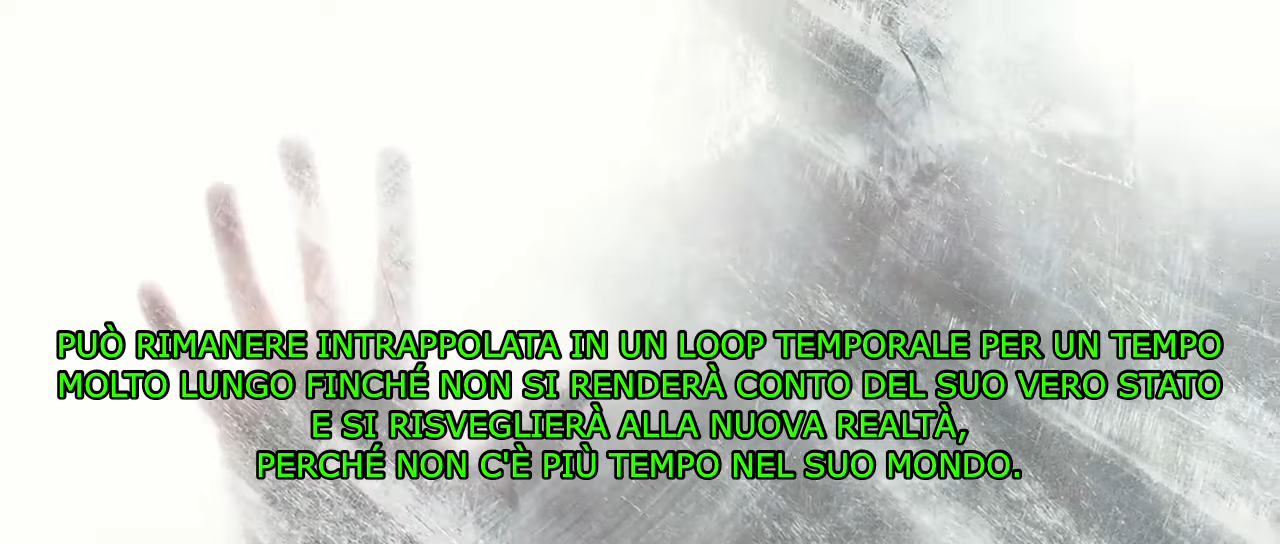 PUÒ RIMANERE INTRAPPOLATA IN UN LOOP TEMPORALE PER UN TEMPO
MOLTO LUNGO FINCHÉ NON SI RENDERÀ CONTO DEL SUO VERO STATO
E SI RISVEGLIERÀ ALLA NUOVA REALTÀ,
PERCHÉ NON C'È PIÙ TEMPO NEL SUO MONDO.